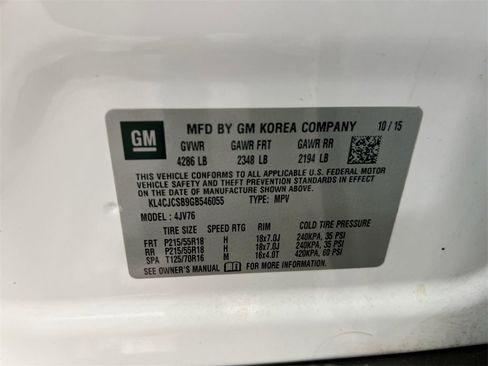 GM
MFD BY GM KOREA COMPANY 10 / 15
GVWR GAWR FRT GAWR RR
4286 LB 2348 LB 2194 LB
THIS VEHICLE CONFORMS TO ALL APPLICABLE U.S. FEDERAL MOTOR
VEHICLE SAFETY, BUMPER, AND THEFT PREVENTION STANDARDS IN
EFFECT ON THE DATE OF MANUFACTURE SHOWN ABOVE.
KL4CJCSB9GB546055 TYPE: MPV
MODEL : 4JV76
TIRE SIZE SPEED RTG RIM COLD TIRE PRESSURE
FRT P215/55R18 H 18x7.0J 240KPA, 35 PSI
RR P215/55R18 H 18x7.0J 240KPA, 35 PSI
SPA T125/70R16 M 16x4.0T 420KPA, 60 PSI
SEE OWNER'S MANUAL FOR MORE INFORMATION